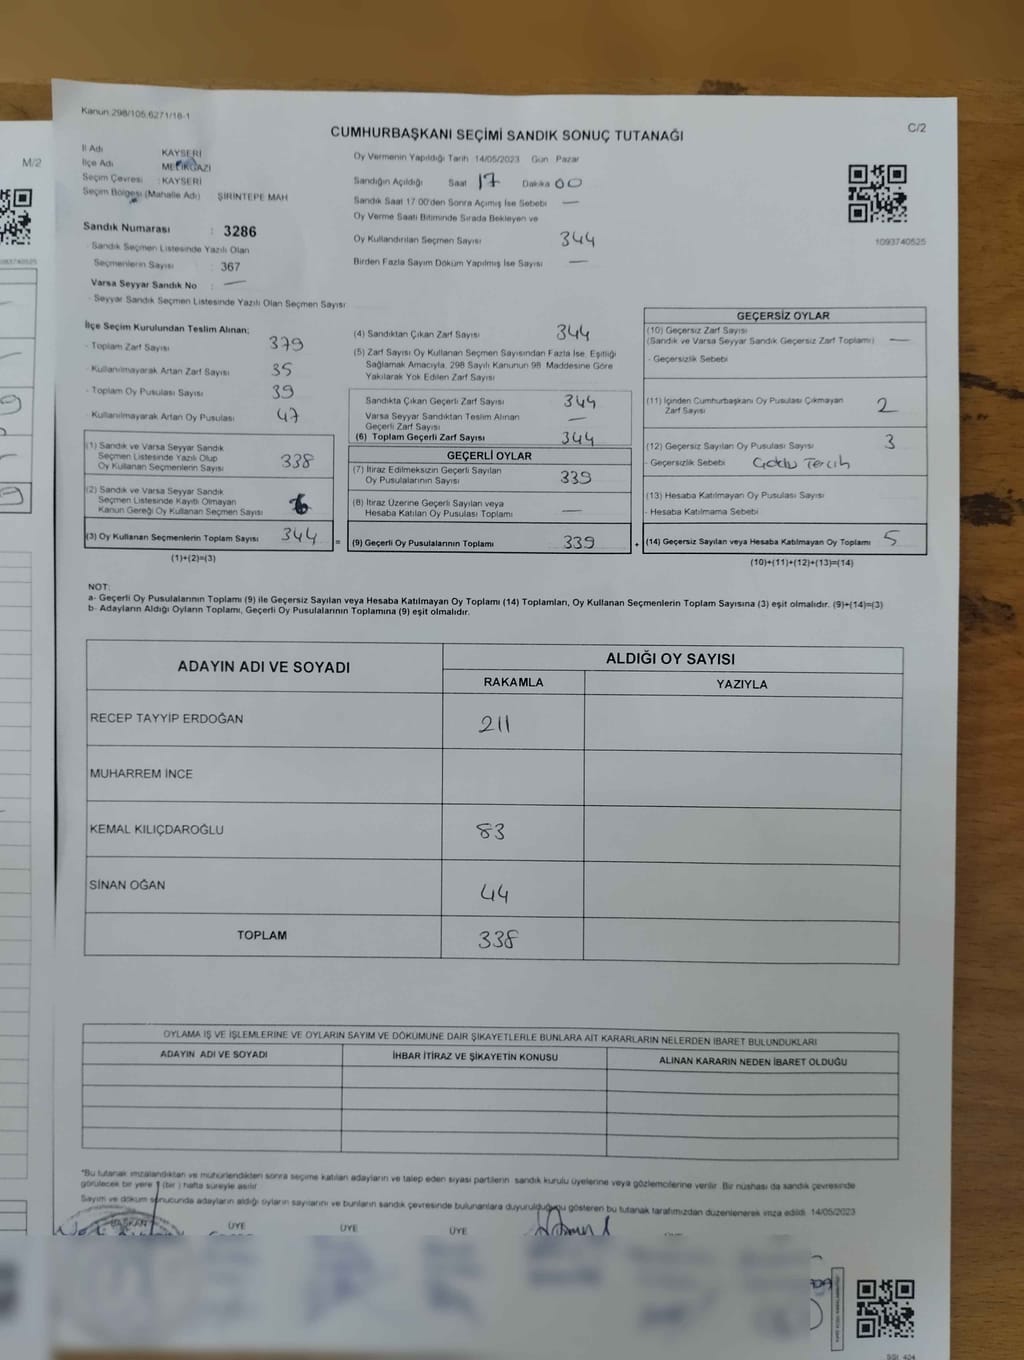 Kanun:298/105,6271/16-1
CUMHURBAŞKANI SEÇİMİ SANDIK SONUÇ TUTANAĞI
C/2
M/2
İl Adı KAYSERİ
İlçe Adı MELİKGAZİ
Seçim Çevresi : KAYSERİ
Seçim Bölgesi (Mahalle Adı) ŞİRİNTEPE MAH
Sandık Numarası : 3286
- Sandık Seçmen Listesinde Yazılı Olan
Seçmenlerin Sayısı : 367
Varsa Seyyar Sandık No : —
- Seyyar Sandık Seçmen Listesinde Yazılı Olan Seçmen Sayısı
Oy Vermenin Yapıldığı Tarih 14/05/2023 Gün Pazar
Sandığın Açıldığı Saat 17 Dakika 00
Sandık Saat 17.00'den Sonra Açımış İse Sebebi —
Oy Verme Saati Bitiminde Sırada Bekleyen ve
Oy Kullandırılan Seçmen Sayısı 344
Birden Fazla Sayım Döküm Yapılmış İse Sayısı —
1093740525
İlçe Seçim Kurulundan Teslim Alınan;
- Toplam Zarf Sayısı 379
- Kullanılmayarak Artan Zarf Sayısı 35
- Toplam Oy Pusulası Sayısı 39
- Kullanılmayarak Artan Oy Pusulası 47
(1) Sandık ve Varsa Seyyar Sandık
Seçmen Listesinde Yazılı Olup
Oy Kullanan Seçmenlerin Sayısı 338
(2) Sandık ve Varsa Seyyar Sandık
Seçmen Listesinde Kayıtlı Olmayan
Kanun Gereği Oy Kullanan Seçmen Sayısı 6
(3) Oy Kullanan Seçmenlerin Toplam Sayısı 344
(1)+(2)=(3)
(4) Sandıktan Çıkan Zarf Sayısı 344
(5) Zarf Sayısı Oy Kullanan Seçmen Sayısından Fazla İse, Eşitliği
Sağlamak Amacıyla, 298 Sayılı Kanunun 98. Maddesine Göre
Yakılarak Yok Edilen Zarf Sayısı
Sandıkta Çıkan Geçerli Zarf Sayısı 344
Varsa Seyyar Sandıktan Teslim Alınan
Geçerli Zarf Sayısı —
(6) Toplam Geçerli Zarf Sayısı 344
GEÇERLİ OYLAR
(7) İtiraz Edilmeksizin Geçerli Sayılan
Oy Pusulalarının Sayısı 339
(8) İtiraz Üzerine Geçerli Sayılan veya
Hesaba Katılan Oy Pusulası Toplamı —
= (9) Geçerli Oy Pusulalarının Toplamı 339
GEÇERSİZ OYLAR
(10) Geçersiz Zarf Sayısı
(Sandık ve Varsa Seyyar Sandık Geçersiz Zarf Toplamı) —
- Geçersizlik Sebebi
(11) İçinden Cumhurbaşkanı Oy Pusulası Çıkmayan
Zarf Sayısı 2
(12) Geçersiz Sayılan Oy Pusulası Sayısı 3
- Geçersizlik Sebebi Çoklu Tercih
(13) Hesaba Katılmayan Oy Pusulası Sayısı
- Hesaba Katılmama Sebebi
+ (14) Geçersiz Sayılan veya Hesaba Katılmayan Oy Toplamı 5
(10)+(11)+(12)+(13)=(14)
NOT:
a- Geçerli Oy Pusulalarının Toplamı (9) ile Geçersiz Sayılan veya Hesaba Katılmayan Oy Toplamı (14) Toplamları, Oy Kullanan Seçmenlerin Toplam Sayısına (3) eşit olmalıdır. (9)+(14)=(3)
b- Adayların Aldığı Oyların Toplamı, Geçerli Oy Pusulalarının Toplamına (9) eşit olmalıdır.
ADAYIN ADI VE SOYADI
ALDIĞI OY SAYISI
RAKAMLA YAZIYLA
RECEP TAYYİP ERDOĞAN 211
MUHARREM İNCE
KEMAL KILIÇDAROĞLU 83
SİNAN OĞAN 44
TOPLAM 338
OYLAMA İŞ VE İŞLEMLERİNE VE OYLARIN SAYIM VE DÖKÜMÜNE DAİR ŞİKAYETLERLE BUNLARA AİT KARARLARIN NELERDEN İBARET BULUNDUKLARI
ADAYIN ADI VE SOYADI İHBAR İTİRAZ VE ŞİKAYETİN KONUSU ALINAN KARARIN NEDEN İBARET OLDUĞU
*Bu tutanak imzalandıktan ve mühürlendikten sonra seçime katılan adayların ve talep eden siyasi partilerin sandık kurulu üyelerine veya gözlemcilerine verilir. Bir nüshası da sandık çevresinde
görülecek bir yere 1 (bir ) hafta süreyle asılır.
Sayım ve döküm sonucunda adayların aldığı oyların sayılarını ve bunların sandık çevresinde bulunanlara duyurulduğunu gösteren bu tutanak tarafımızdan düzenlenerek imza edildi. 14/05/2023
BAŞKAN ÜYE ÜYE ÜYE